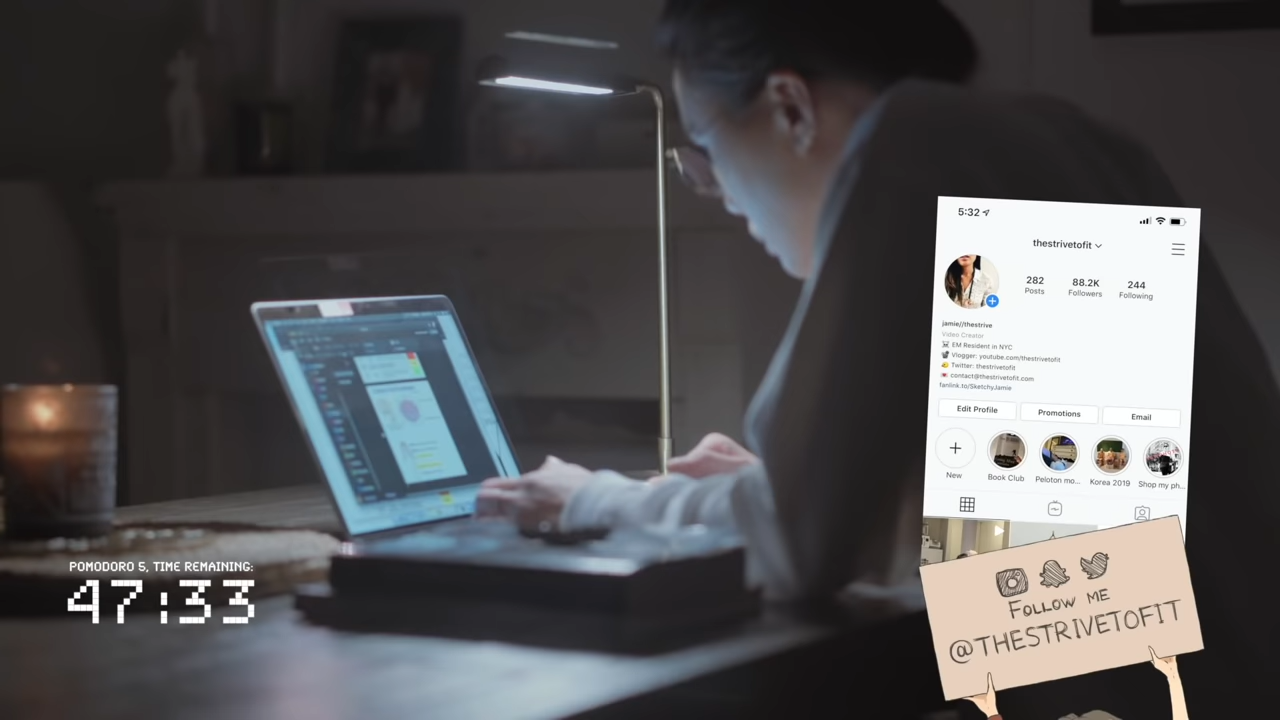 POMODORO 5, TIME REMAINING:
47:33
5:32
thestrivetofit
282 88.2K 244
Posts Followers Following
jamie//thestrive
Video Creator
EM Resident in NYC
Vlogger: youtube.com/thestrivetofit
Twitter: thestrivetofit
contact@thestrivetofit.com
fanlink.to/SketchyJamie
Edit Profile Promotions Email
New Book Club Peloton mo... Korea 2019 Shop my ph...
FOLLOW ME
@THESTRIVETOFIT